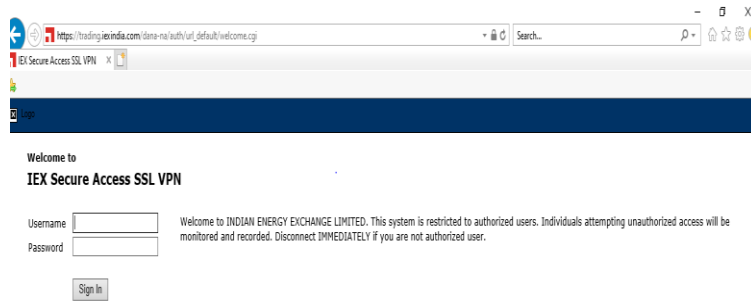 https://trading.iexindia.com/dana-na/auth/url_default/welcome.cgi
Search...
IEX Secure Access SSL VPN
Logo
Welcome to
IEX Secure Access SSL VPN
Username
Password
Welcome to INDIAN ENERGY EXCHANGE LIMITED. This system is restricted to authorized users. Individuals attempting unauthorized access will be
monitored and recorded. Disconnect IMMEDIATELY if you are not authorized user.
Sign In